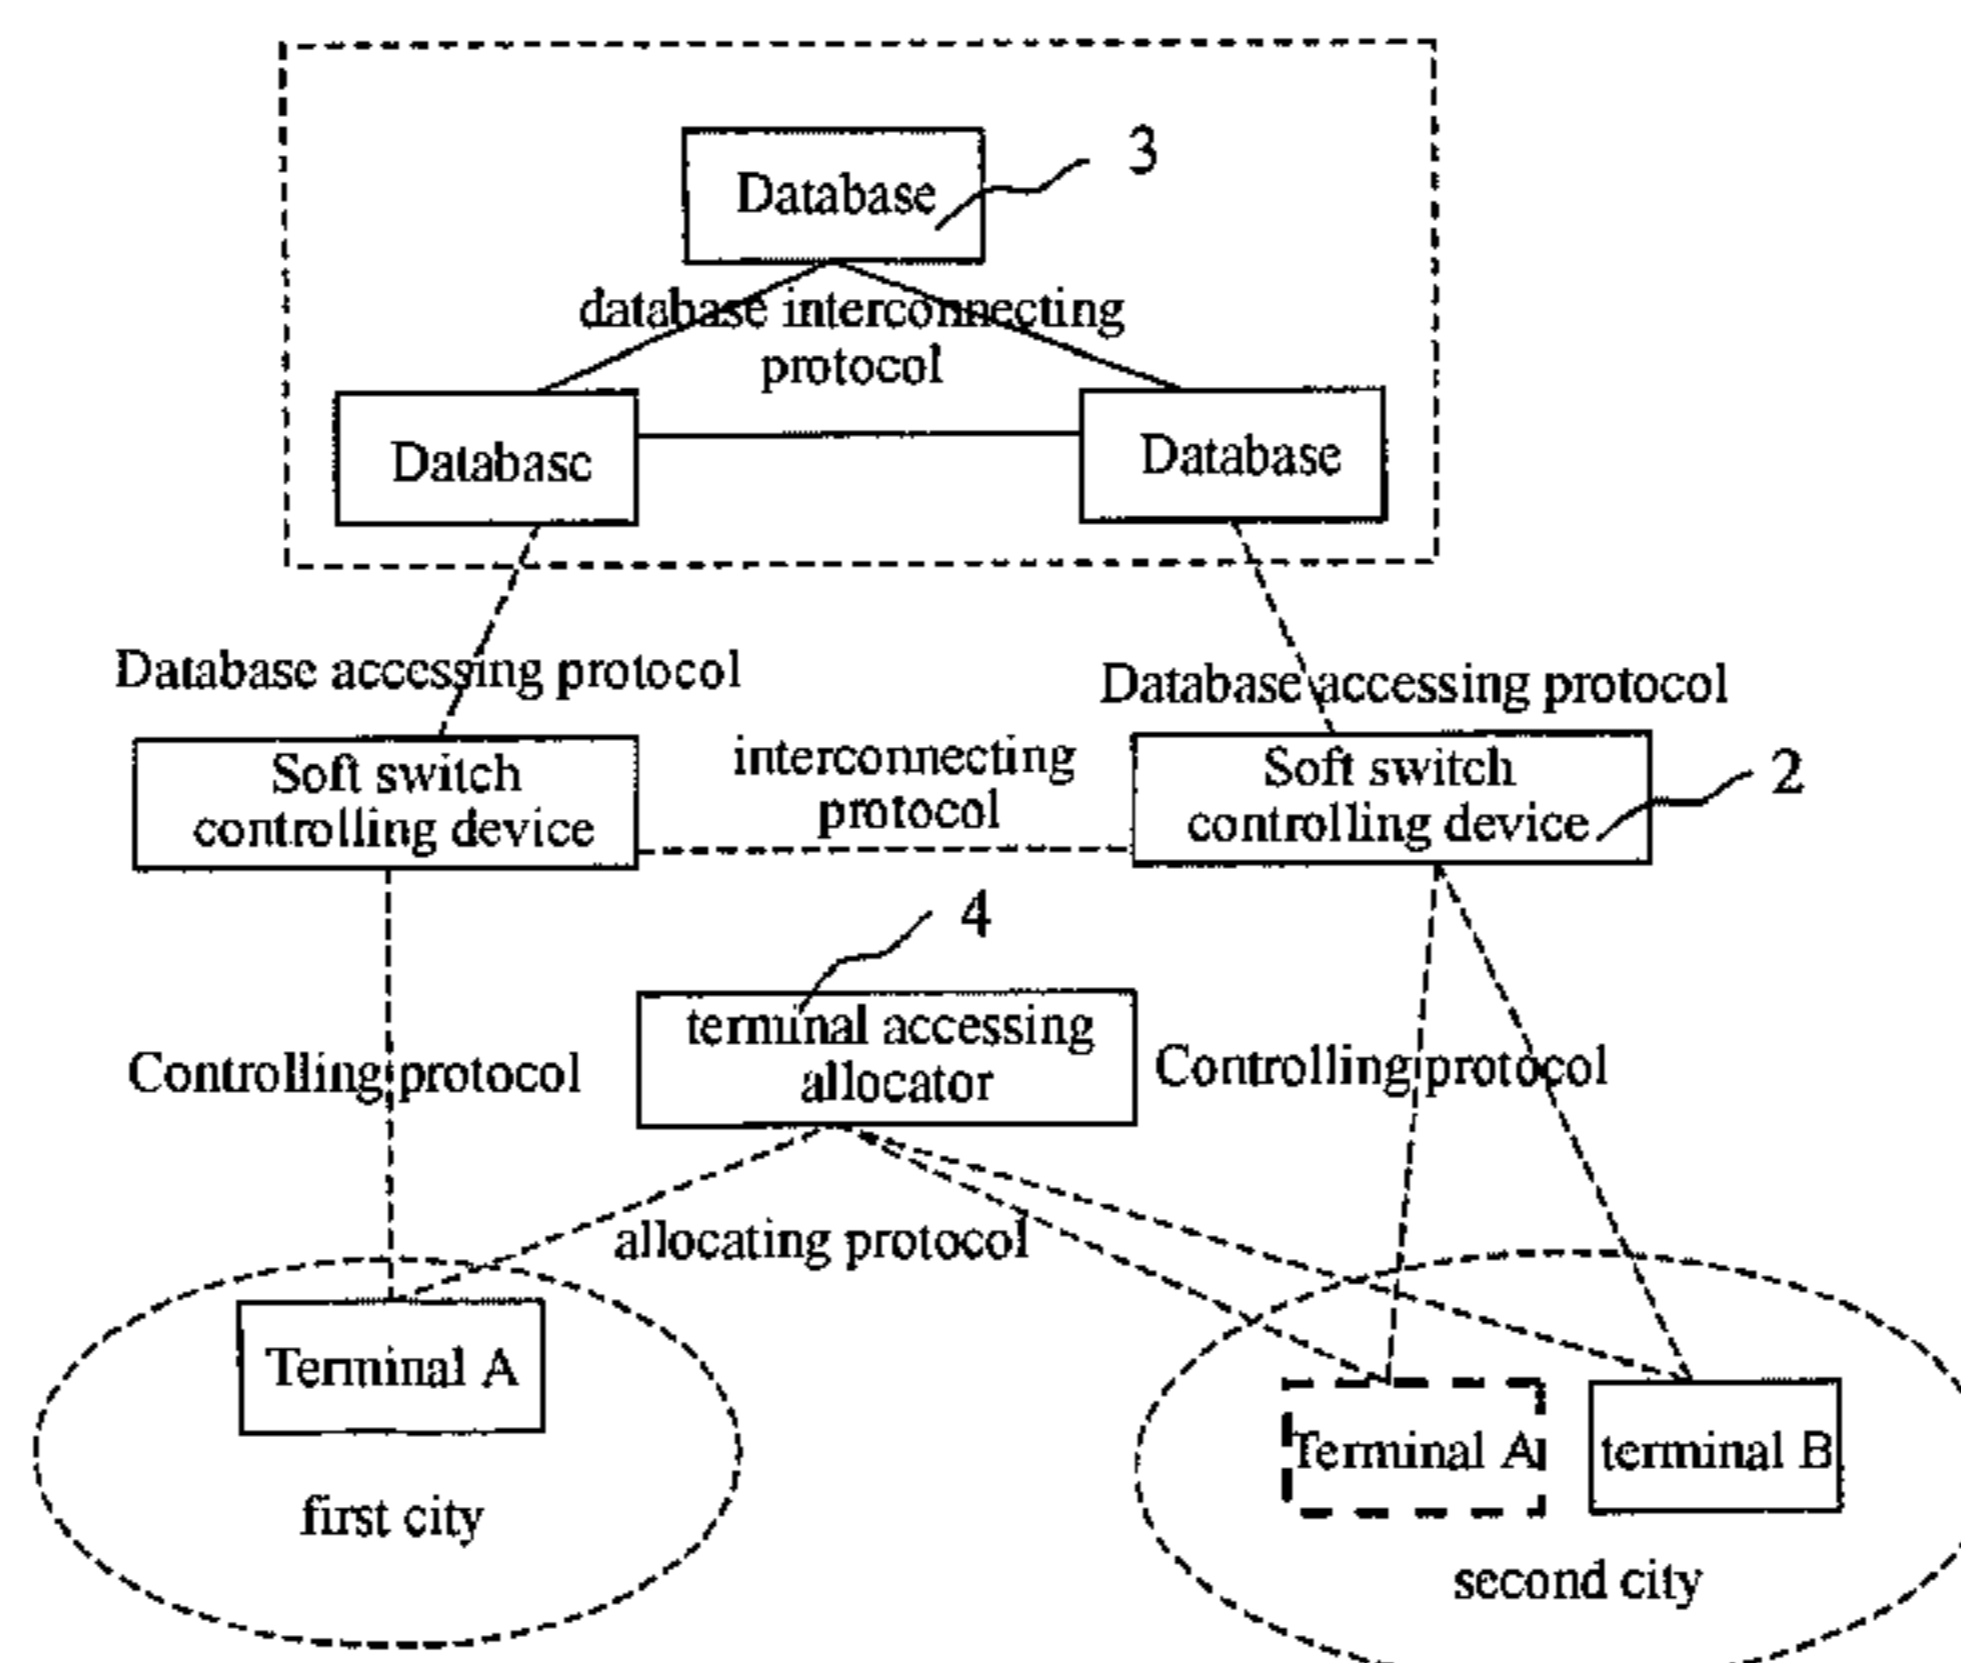 3
Database
database interconnecting
protocol
Database
Database
Database accessing protocol
Database accessing protocol
Soft switch
controlling device
interconnecting
protocol
Soft switch
controlling device
2
4
terminal accessing
allocator
Controlling protocol
Controlling protocol
allocating protocol
Terminal A
first city
Terminal A
terminal B
second city